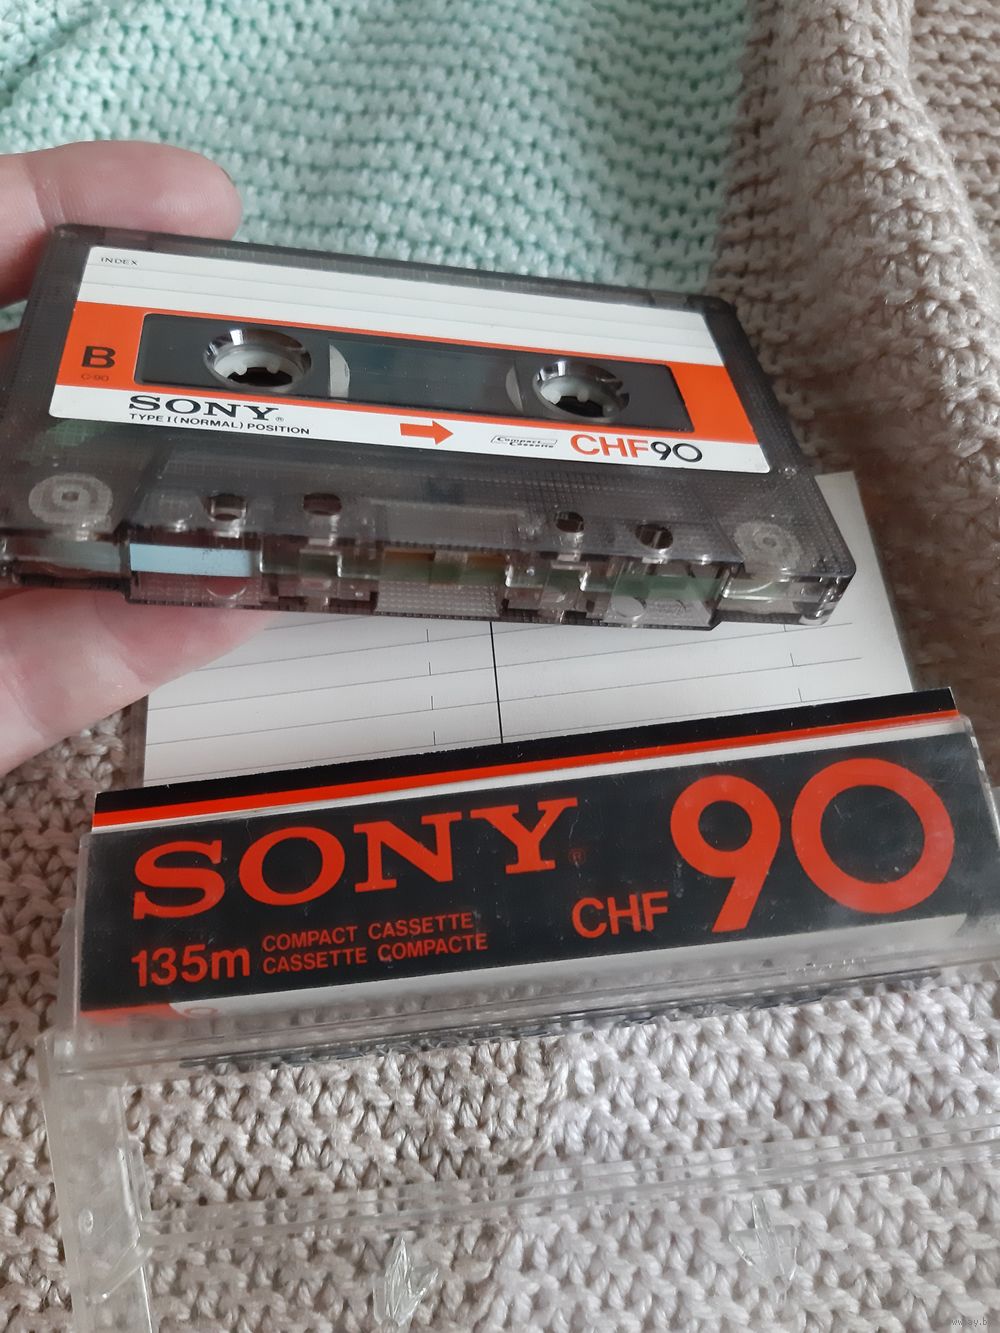 INDEX
B
C-90
SONY®
TYPE I (NORMAL) POSITION
Compact Cassette
CHF90
SONY®
CHF 90
135m
COMPACT CASSETTE
CASSETTE COMPACTE